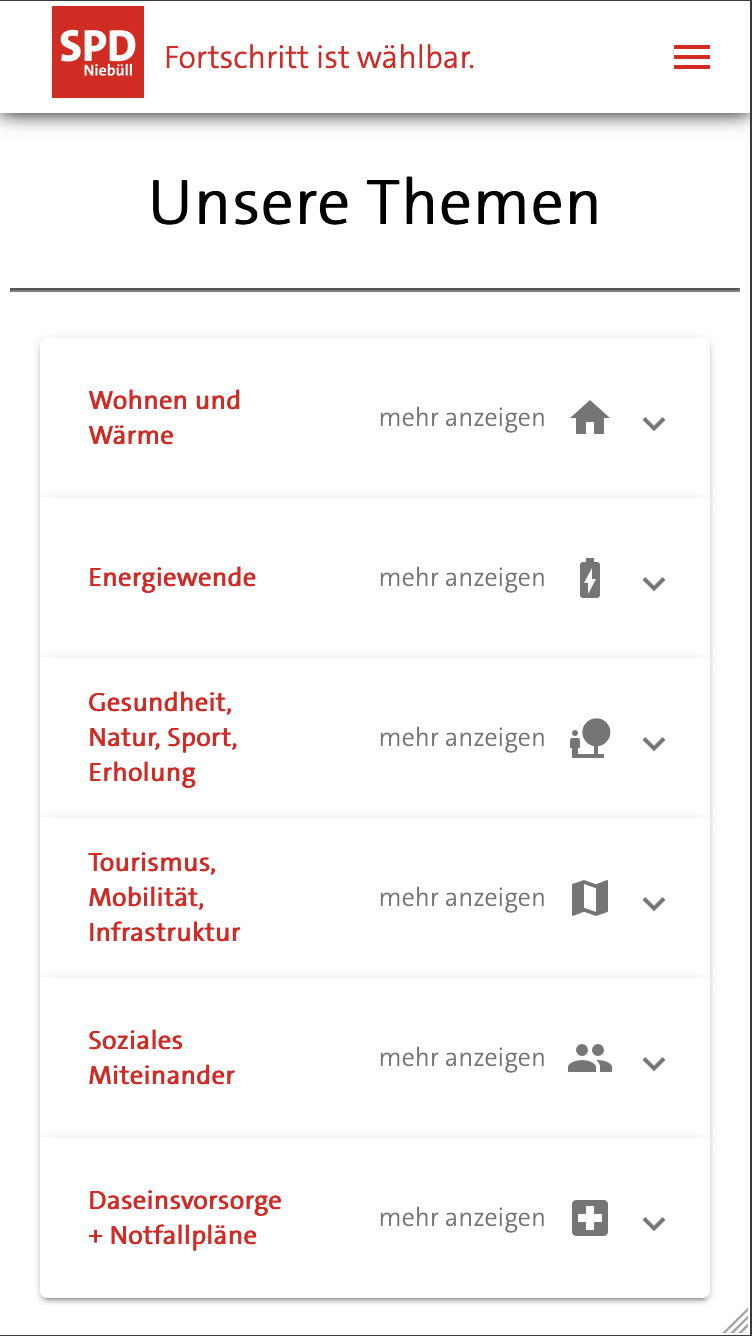 SPD
Niebüll
Fortschritt ist wählbar.
Unsere Themen
Wohnen und
Wärme
mehr anzeigen
Energiewende
mehr anzeigen
Gesundheit,
Natur, Sport,
Erholung
mehr anzeigen
Tourismus,
Mobilität,
Infrastruktur
mehr anzeigen
Soziales
Miteinander
mehr anzeigen
Daseinsvorsorge
+ Notfallpläne
mehr anzeigen